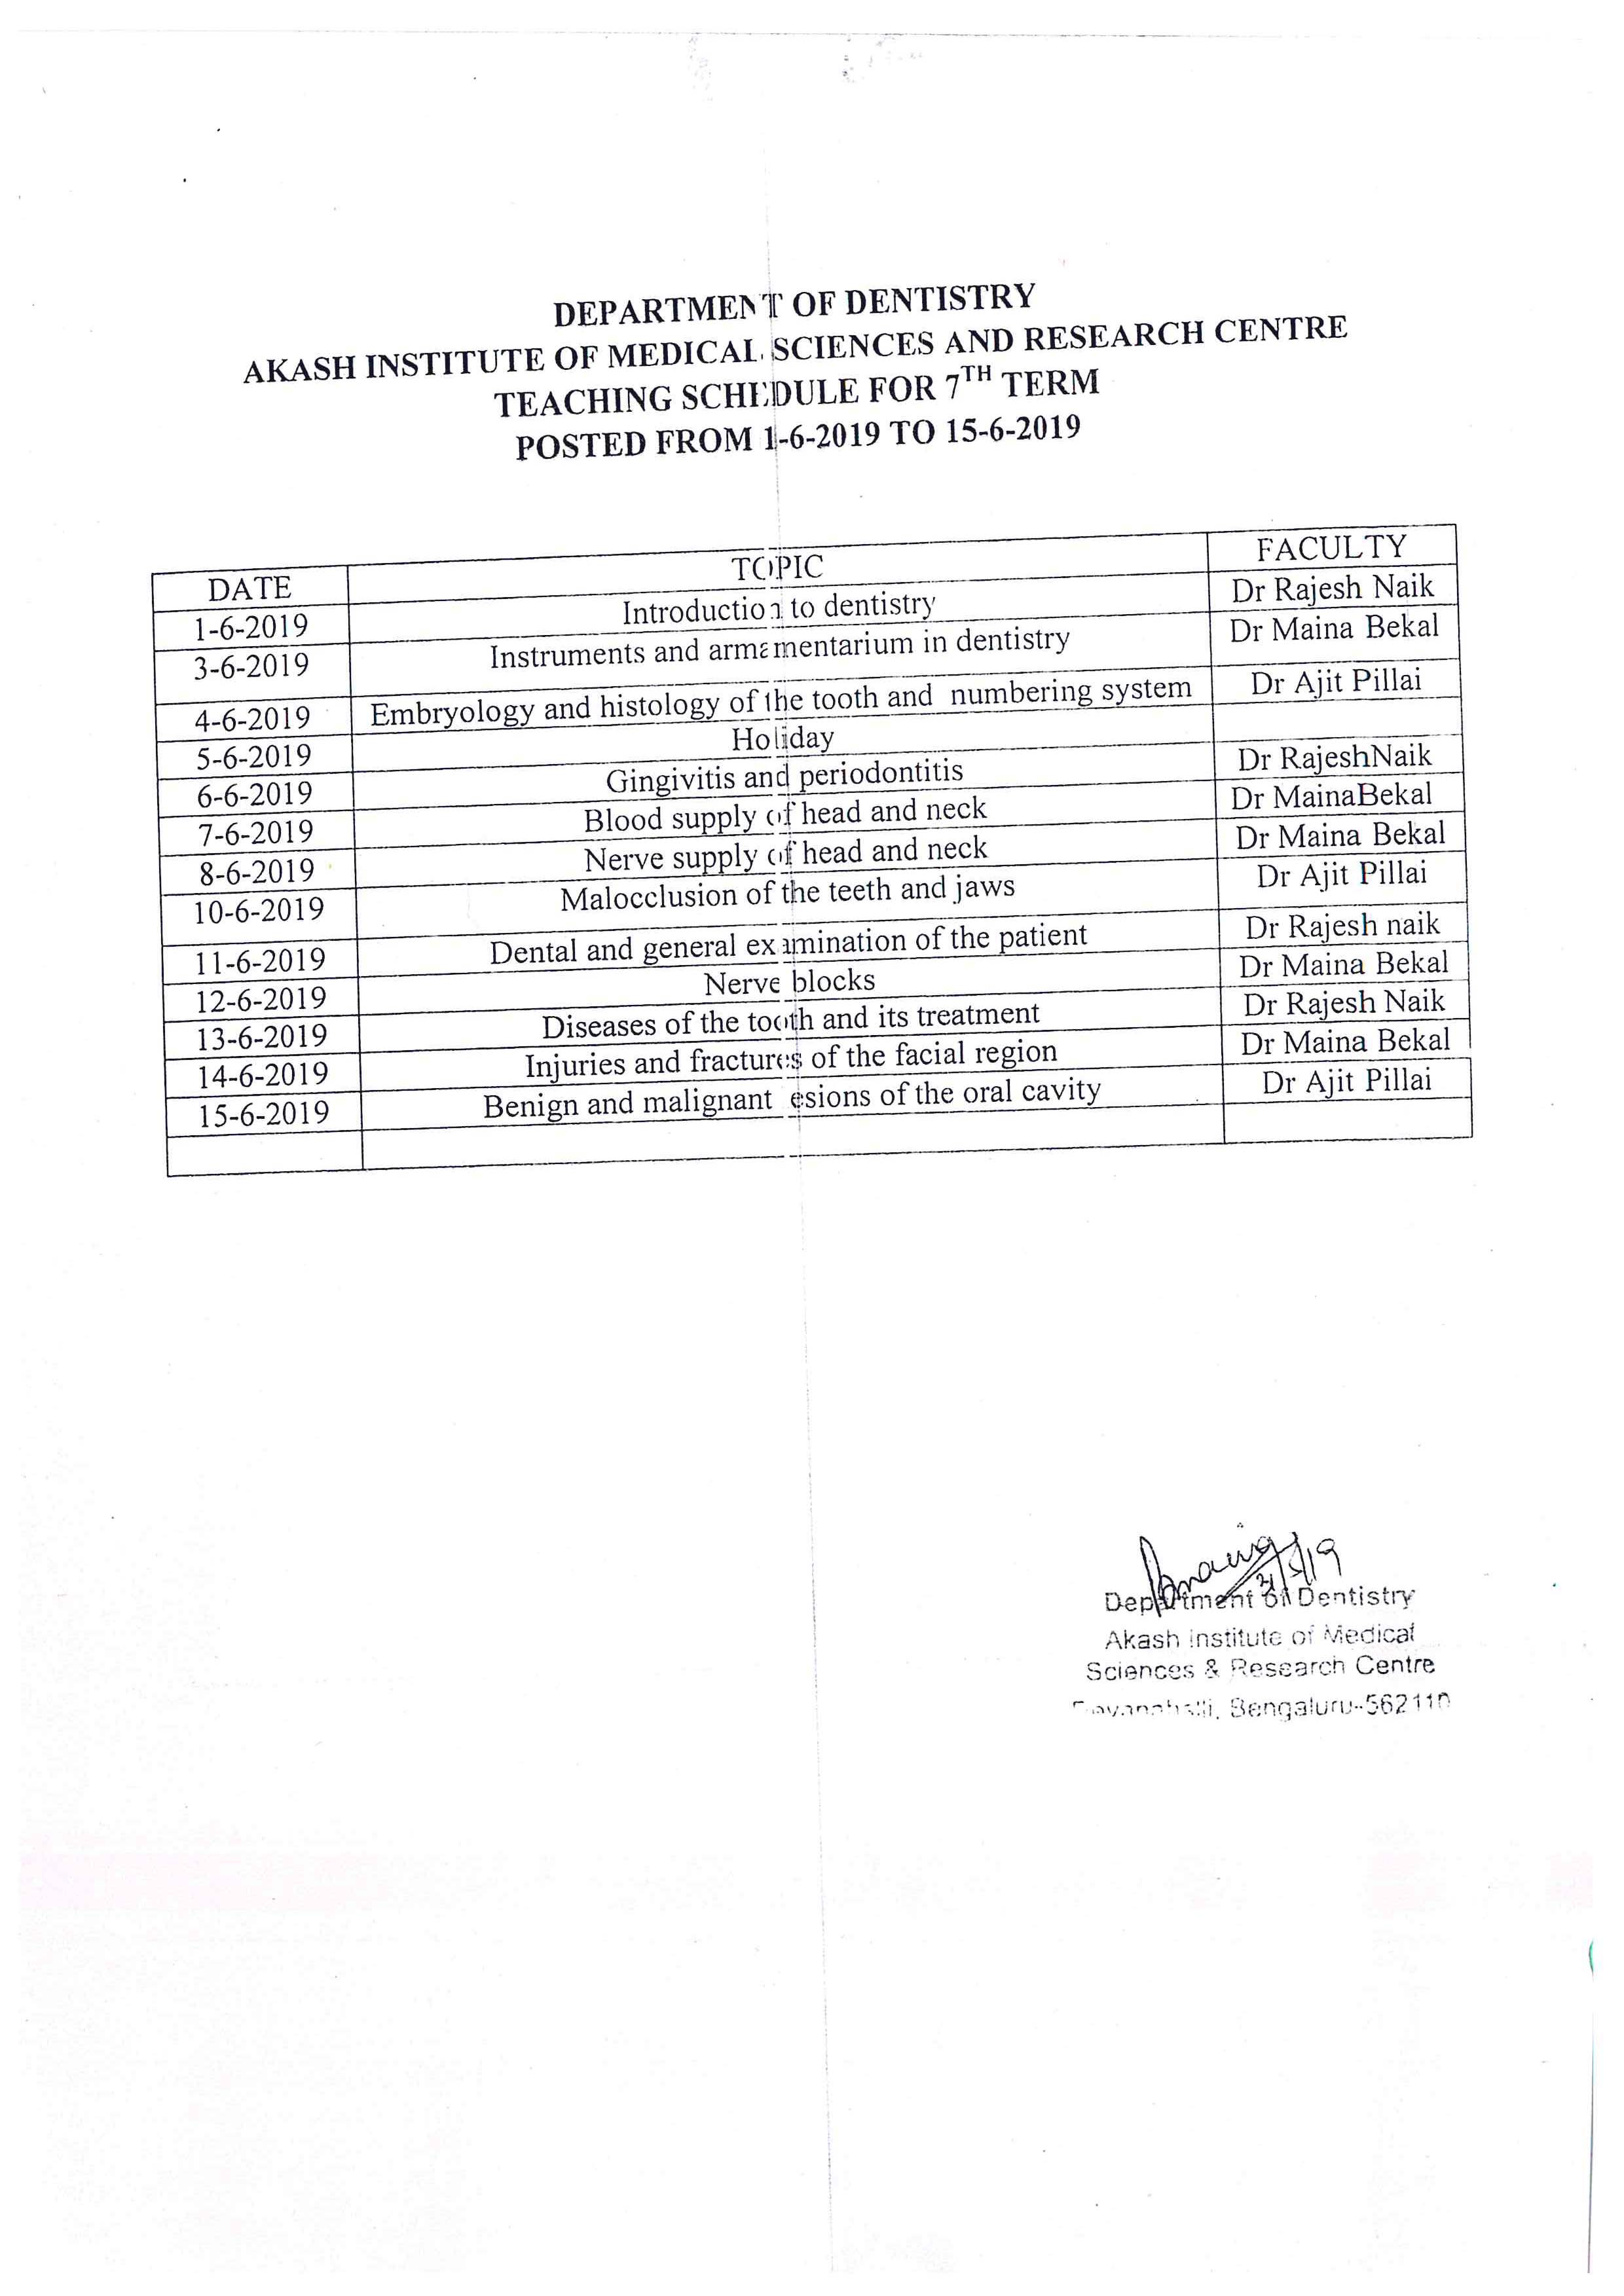 DEPARTMENT OF DENTISTRY
AKASH INSTITUTE OF MEDICAL SCIENCES AND RESEARCH CENTRE
TEACHING SCHEDULE FOR 7TH TERM
POSTED FROM 1-6-2019 TO 15-6-2019
DATE TOPIC FACULTY
1-6-2019 Introduction to dentistry Dr Rajesh Naik
3-6-2019 Instruments and armamentarium in dentistry Dr Maina Bekal
4-6-2019 Embryology and histology of the tooth and numbering system Dr Ajit Pillai
5-6-2019 Holiday
6-6-2019 Gingivitis and periodontitis Dr RajeshNaik
7-6-2019 Blood supply of head and neck Dr MainaBekal
8-6-2019 Nerve supply of head and neck Dr Maina Bekal
10-6-2019 Malocclusion of the teeth and jaws Dr Ajit Pillai
11-6-2019 Dental and general examination of the patient Dr Rajesh naik
12-6-2019 Nerve blocks Dr Maina Bekal
13-6-2019 Diseases of the tooth and its treatment Dr Rajesh Naik
14-6-2019 Injuries and fractures of the facial region Dr Maina Bekal
15-6-2019 Benign and malignant lesions of the oral cavity Dr Ajit Pillai
Department of Dentistry
Akash Institute of Medical
Sciences & Research Centre
Bengaluru-562110